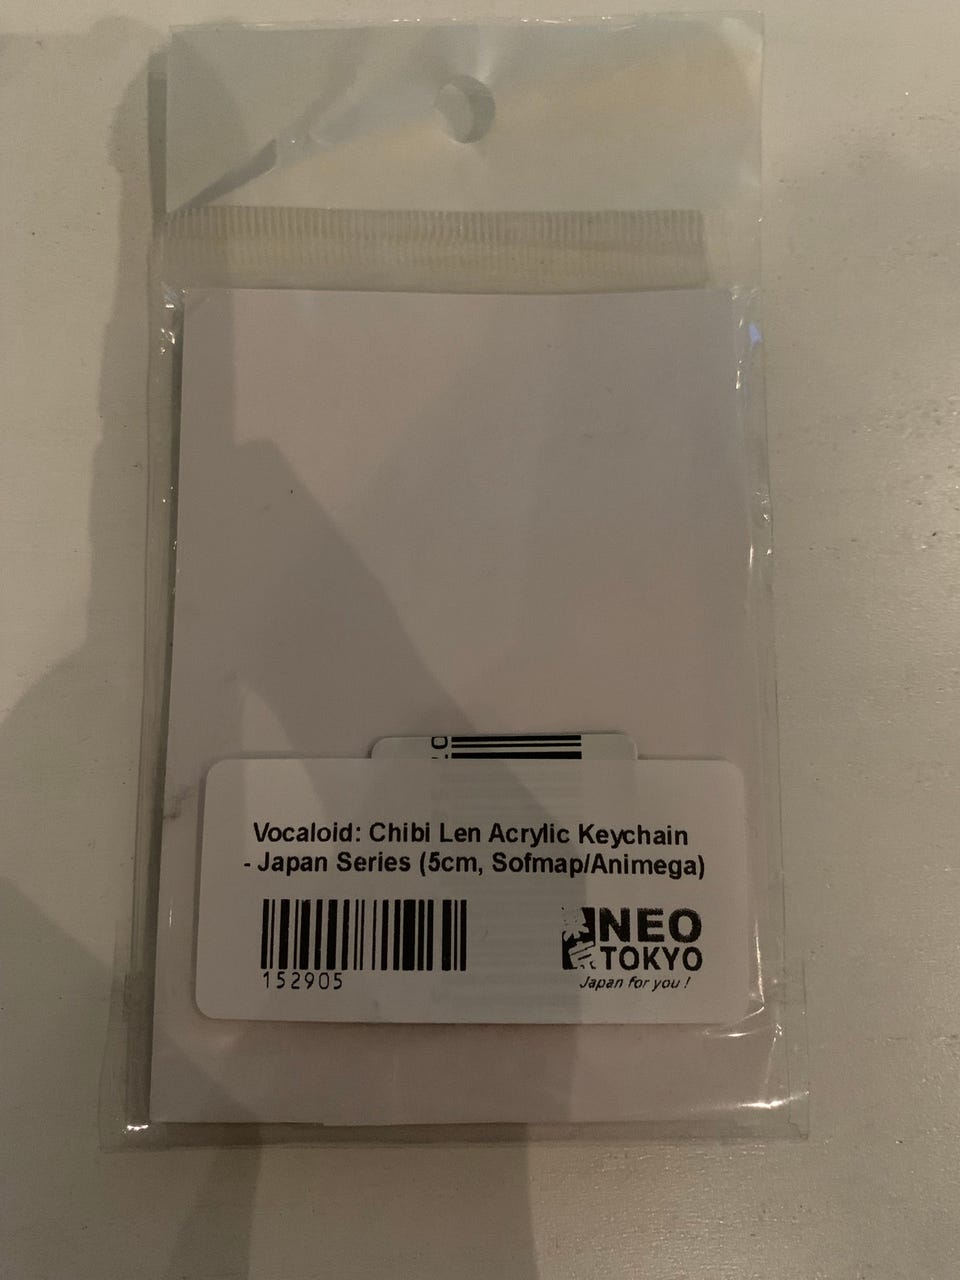 Vocaloid: Chibi Len Acrylic Keychain
- Japan Series (5cm, Sofmap/Animega)
152905
NEO
TOKYO
Japan for you !